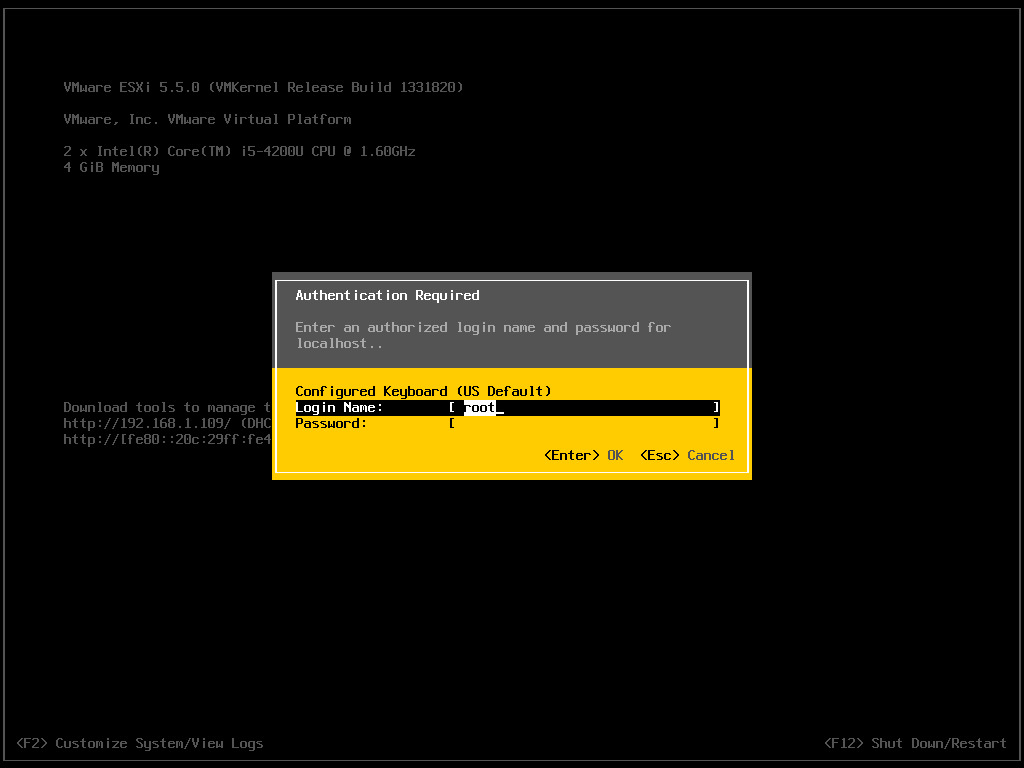 VMware ESXi 5.5.0 (VMKernel Release Build 1331820)
VMware, Inc. VMware Virtual Platform
2 x Intel(R) Core(TM) i5-4200U CPU @ 1.60GHz
4 GiB Memory
Authentication Required
Enter an authorized login name and password for
localhost..
Configured Keyboard (US Default)
Login Name: [ root_ ]
Password: [ ]
<Enter> OK <Esc> Cancel
Download tools to manage t
http://192.168.1.109/ (DHC
http://[fe80::20c:29ff:fe4
<F2> Customize System/View Logs
<F12> Shut Down/Restart